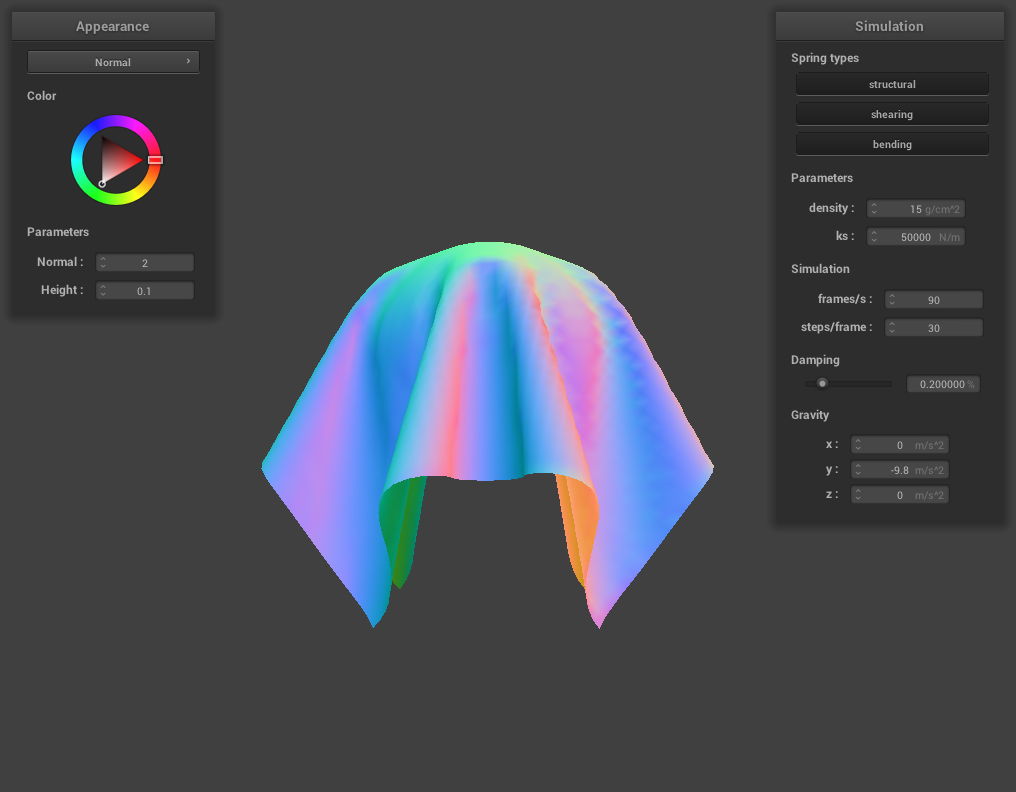 Appearance
Normal
Color
Parameters
Normal :
2
Height :
0.1
Simulation
Spring types
structural
shearing
bending
Parameters
density :
15 g/cm^2
ks :
50000 N/m
Simulation
frames/s :
90
steps/frame :
30
Damping
0.200000 %
Gravity
x :
0 m/s^2
y :
-9.8 m/s^2
z :
0 m/s^2